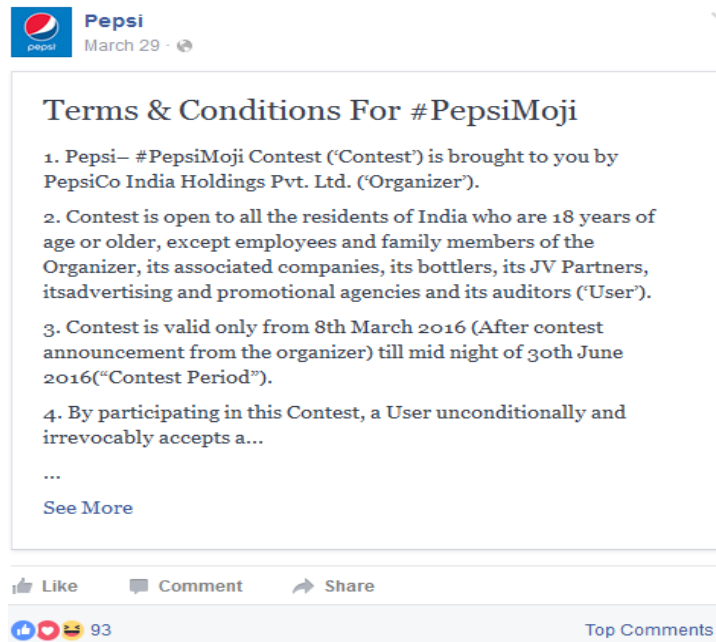 Pepsi
pepsi
March 29 ·
Terms & Conditions For #PepsiMoji
1. Pepsi– #PepsiMoji Contest (‘Contest’) is brought to you by
PepsiCo India Holdings Pvt. Ltd. (‘Organizer’).
2. Contest is open to all the residents of India who are 18 years of
age or older, except employees and family members of the
Organizer, its associated companies, its bottlers, its JV Partners,
itsadvertising and promotional agencies and its auditors (‘User’).
3. Contest is valid only from 8th March 2016 (After contest
announcement from the organizer) till mid night of 30th June
2016(“Contest Period”).
4. By participating in this Contest, a User unconditionally and
irrevocably accepts a...
...
See More
Like Comment Share
93 Top Comments